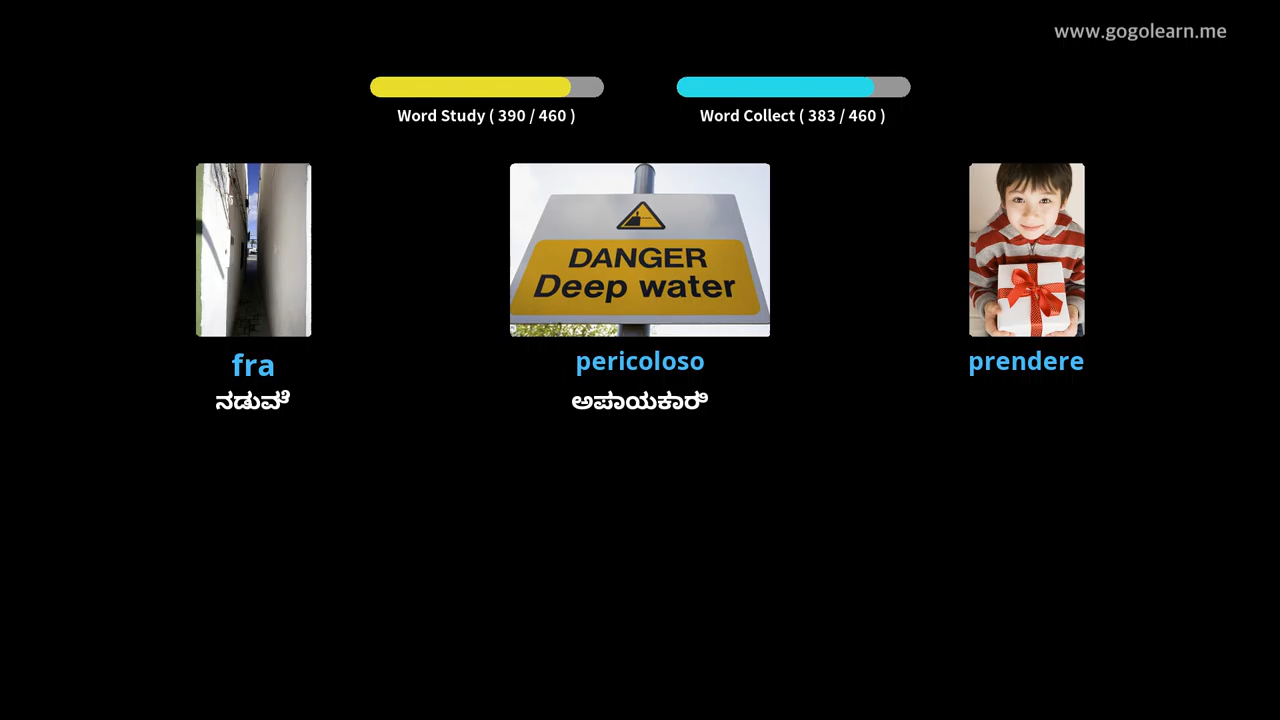 www.gogolearn.me
Word Study ( 390 / 460 )
Word Collect ( 383 / 460 )
DANGER
Deep water
fra
pericoloso
prendere
ನಡುವೆ
ಅಪಾಯಕಾರಿ